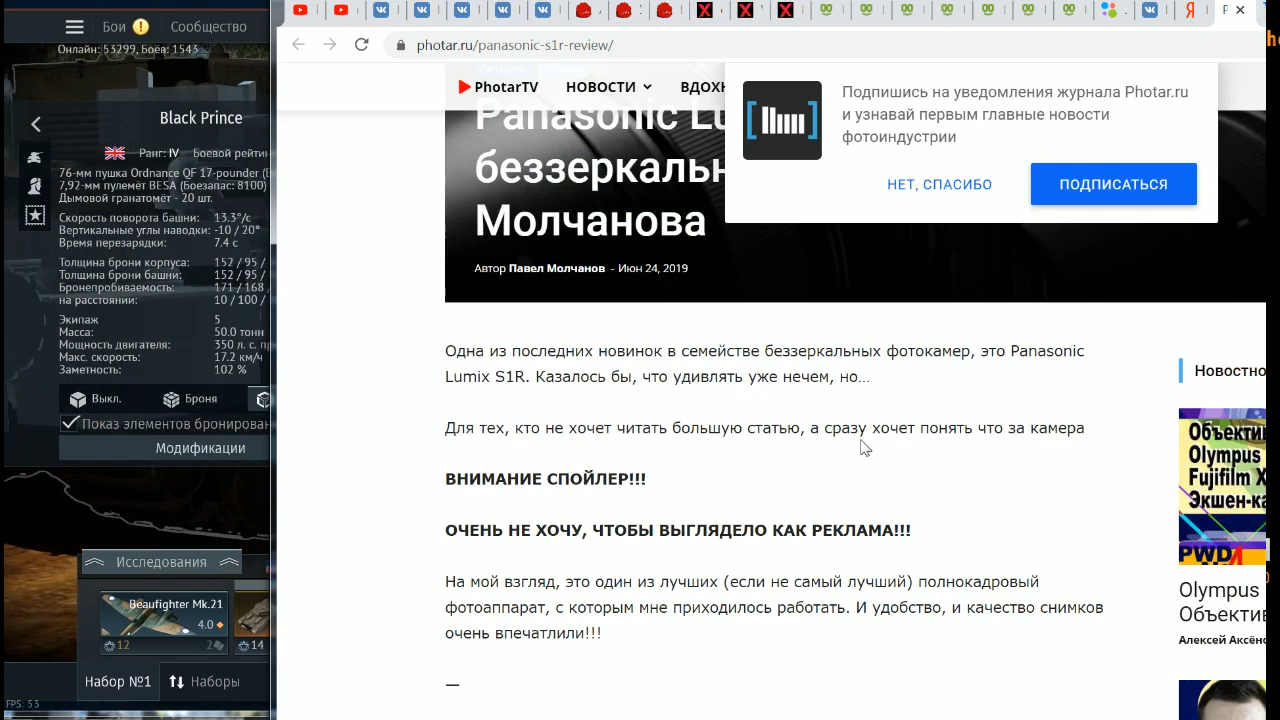 Бои
Сообщество
Онлайн: 53299, Боёв: 1543
Black Prince
Ранг: IV Боевой рейтин
76-мм пушка Ordnance QF 17-pounder (Б
7,92-мм пулемёт BESA (Боезапас: 8100)
Дымовой гранатомёт - 20 шт.
Скорость поворота башни: 13.3°/с
Вертикальные углы наводки: -10 / 20°
Время перезарядки: 7.4 с
Толщина брони корпуса: 152 / 95 /
Толщина брони башни: 152 / 95 /
Бронепробиваемость: 171 / 168 /
на расстоянии: 10 / 100 /
Экипаж 5
Масса: 50.0 тонн
Мощность двигателя: 350 л. с. п
Макс. скорость: 17.2 км/ч
Заметность: 102 %
Выкл.
Броня
Показ элементов бронирован
Модификации
Исследования
Beaufighter Mk.21
4.0
12
2
14
Набор №1
Наборы
FPS: 53
photar.ru/panasonic-s1r-review/
PhotarTV НОВОСТИ ВДОХН
Panasonic Lu
беззеркальн
Молчанова
Автор Павел Молчанов - Июн 24, 2019
Подпишись на уведомления журнала Photar.ru
и узнавай первым главные новости
фотоиндустрии
НЕТ, СПАСИБО
ПОДПИСАТЬСЯ
Одна из последних новинок в семействе беззеркальных фотокамер, это Panasonic
Lumix S1R. Казалось бы, что удивлять уже нечем, но…
Для тех, кто не хочет читать большую статью, а сразу хочет понять что за камера
ВНИМАНИЕ СПОЙЛЕР!!!
ОЧЕНЬ НЕ ХОЧУ, ЧТОБЫ ВЫГЛЯДЕЛО КАК РЕКЛАМА!!!
На мой взгляд, это один из лучших (если не самый лучший) полнокадровый
фотоаппарат, с которым мне приходилось работать. И удобство, и качество снимков
очень впечатлили!!!
—
Новостно
Объектив
Olympus
Fujifilm X
Экшен-ка
PWD4
Olympus
Объектив
Алексей Аксёно